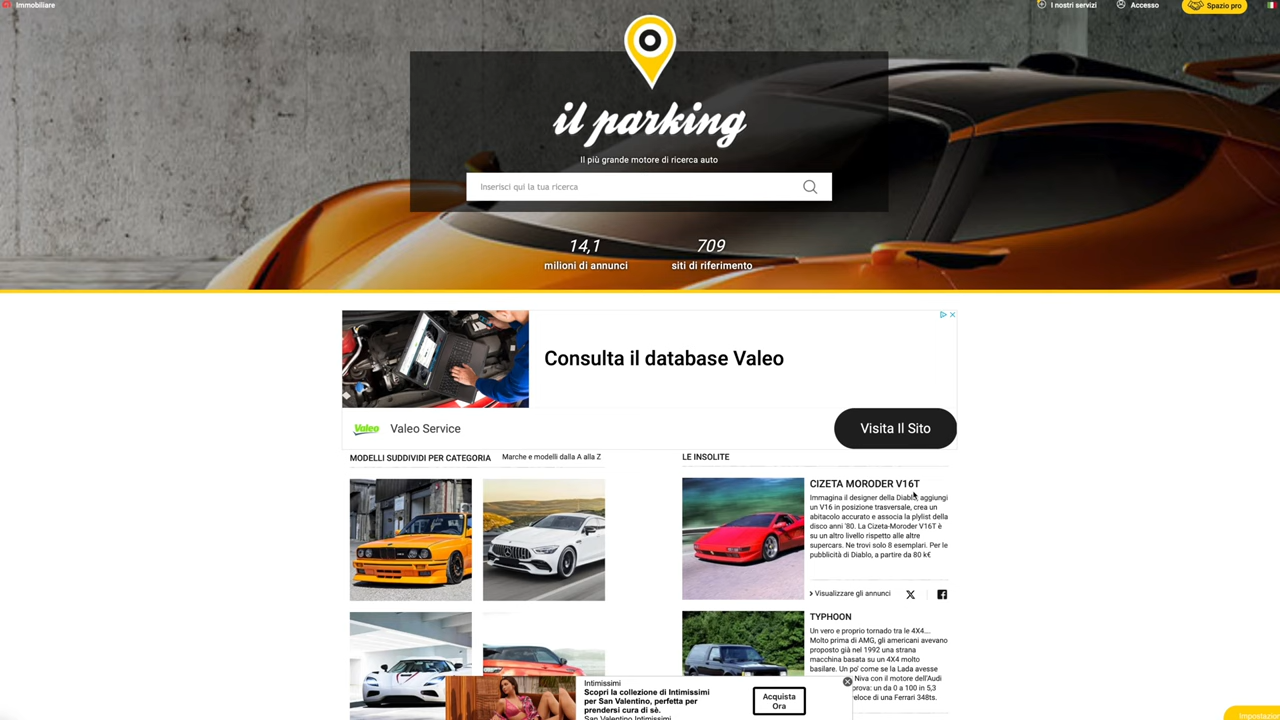 Immobiliare
I nostri servizi
Accesso
Spazio pro
il parking
Il più grande motore di ricerca auto
Inserisci qui la tua ricerca
14,1
milioni di annunci
709
siti di riferimento
Consulta il database Valeo
Valeo
Valeo Service
Visita Il Sito
MODELLI SUDDIVIDI PER CATEGORIA
Marche e modelli dalla A alla Z
LE INSOLITE
CIZETA MORODER V16T
Immagina il designer della Diablo, aggiungi
un V16 in posizione trasversale, crea un
abitacolo accurato e associa la plylist della
disco anni '80. La Cizeta-Moroder V16T è
su un altro livello rispetto alle altre
supercars. Ne trovi solo 8 esemplari. Per le
pubblicità di Diablo, a partire da 80 k€
Visualizzare gli annunci
TYPHOON
Un vero e proprio tornado tra le 4X4...
Molto prima di AMG, gli americani avevano
proposto già nel 1992 una strana
macchina basata su un 4X4 molto
basilare. Un po' come se la Lada avesse
Niva con il motore dell'Audi
prova: un da 0 a 100 in 5,3
veloce di una Ferrari 348ts.
Intimissimi
Scopri la collezione di Intimissimi
per San Valentino, perfetta per
prendersi cura di sè.
San Valentino Intimissimi
Acquista
Ora